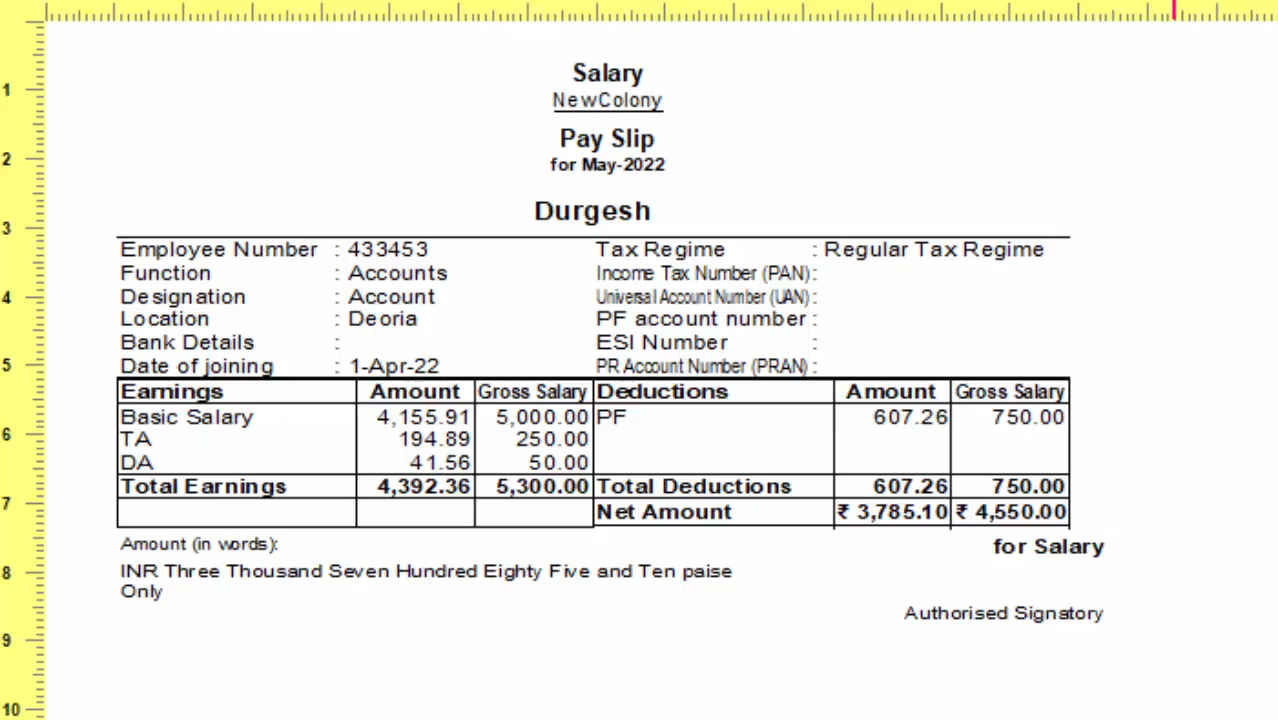 Salary
NewColony
Pay Slip
for May-2022
Durgesh
Employee Number : 433453 Tax Regime : Regular Tax Regime
Function : Accounts Income Tax Number (PAN) :
Designation : Account Universal Account Number (UAN) :
Location : Deoria PF account number :
Bank Details : ESI Number :
Date of joining : 1-Apr-22 PR Account Number (PRAN) :
Earnings Amount Gross Salary Deductions Amount Gross Salary
Basic Salary 4,155.91 5,000.00 PF 607.26 750.00
TA 194.89 250.00
DA 41.56 50.00
Total Earnings 4,392.36 5,300.00 Total Deductions 607.26 750.00
Net Amount ₹ 3,785.10 ₹ 4,550.00
Amount (in words): for Salary
INR Three Thousand Seven Hundred Eighty Five and Ten paise
Only
Authorised Signatory
1
2
3
4
5
6
7
8
9
10